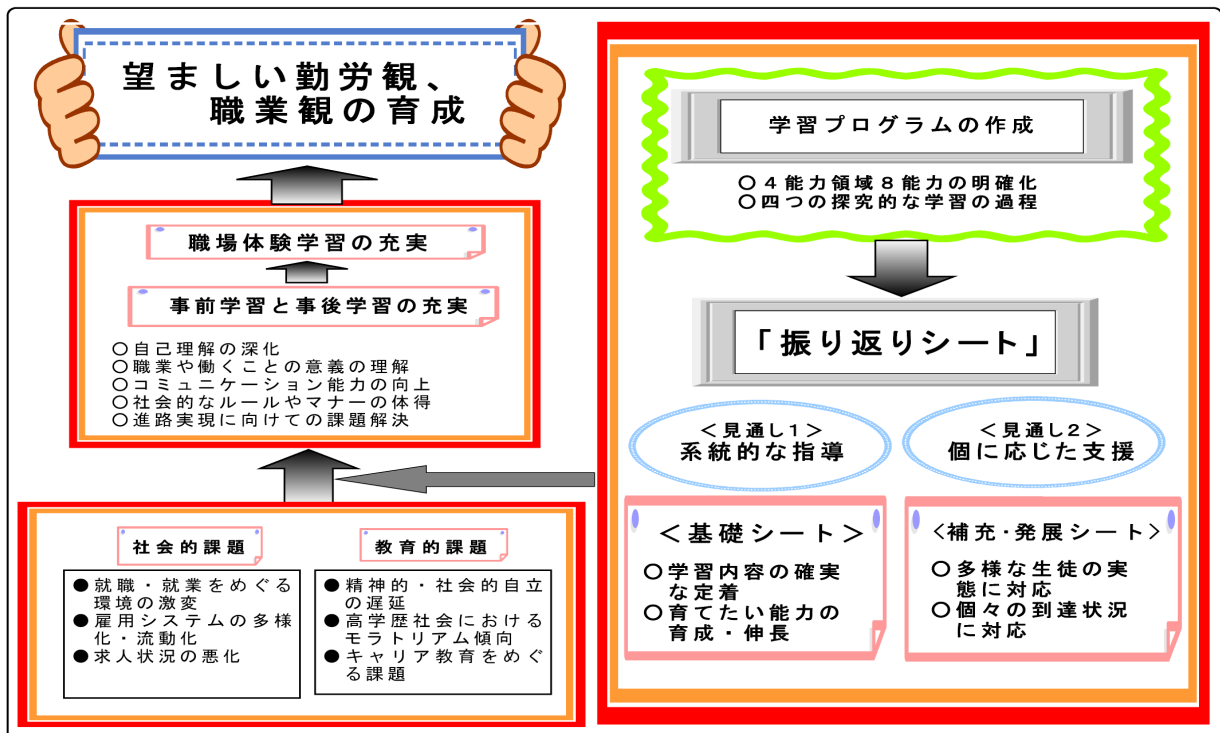 望ましい勤労観、
職業観の育成
職場体験学習の充実
事前学習と事後学習の充実
○自己理解の深化
○職業や働くことの意義の理解
○コミュニケーション能力の向上
○社会的なルールやマナーの体得
○進路実現に向けての課題解決
社会的課題
●就職・就業をめぐる
環境の激変
●雇用システムの多様
化・流動化
●求人状況の悪化
教育的課題
●精神的・社会的自立
の遅延
●高学歴社会における
モラトリアム傾向
●キャリア教育をめぐ
る課題
学習プログラムの作成
○４能力領域８能力の明確化
○四つの探究的な学習の過程
「振り返りシート」
＜見通し１＞
系統的な指導
＜見通し２＞
個に応じた支援
＜基礎シート＞
○学習内容の確実
な定着
○育てたい能力の
育成・伸長
＜補充・発展シート＞
○多様な生徒の実
態に対応
○個々の到達状況
に対応